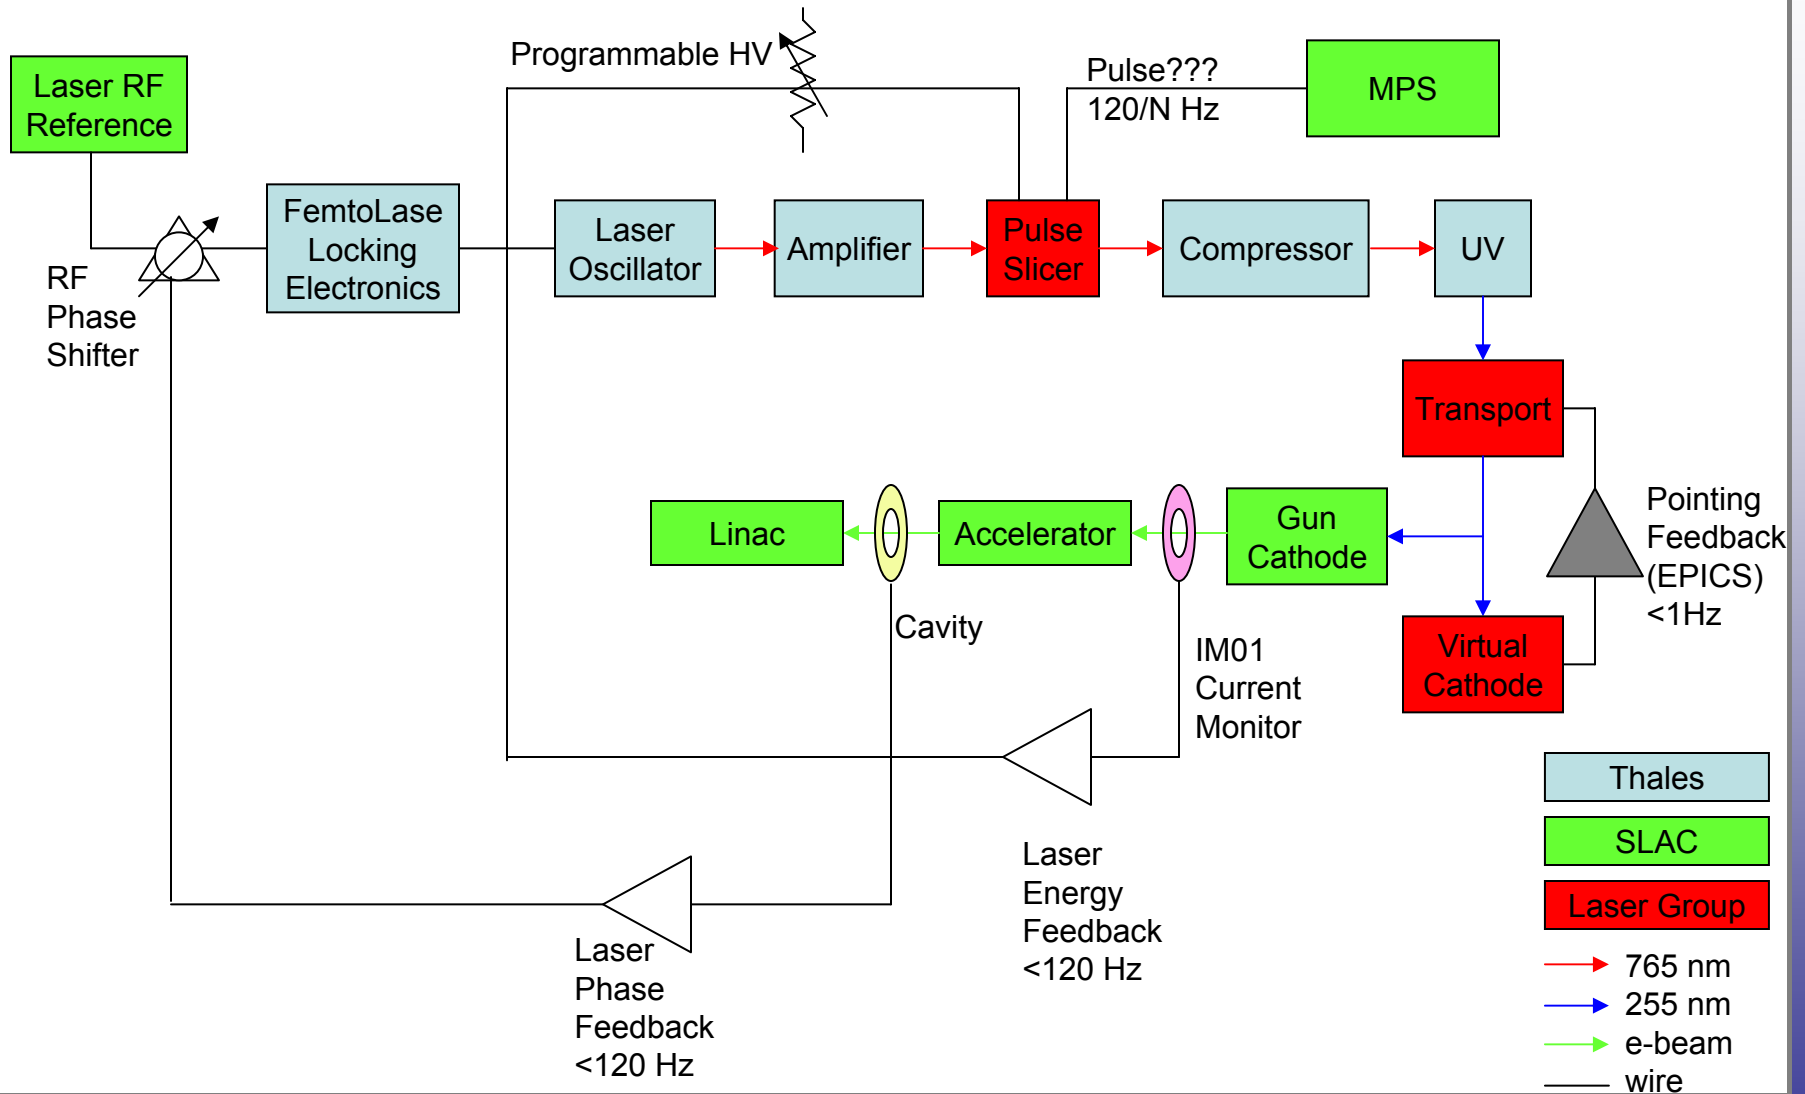 Programmable HV
Laser RF
Reference
Pulse???
120/N Hz
MPS
RF
Phase
Shifter
FemtoLase
Locking
Electronics
Laser
Oscillator
Amplifier
Pulse
Slicer
Compressor
UV
Transport
Pointing
Feedback
(EPICS)
<1Hz
Linac
Accelerator
Gun
Cathode
Cavity
IM01
Current
Monitor
Virtual
Cathode
Laser
Energy
Feedback
<120 Hz
Laser
Phase
Feedback
<120 Hz
Thales
SLAC
Laser Group
765 nm
255 nm
e-beam
wire